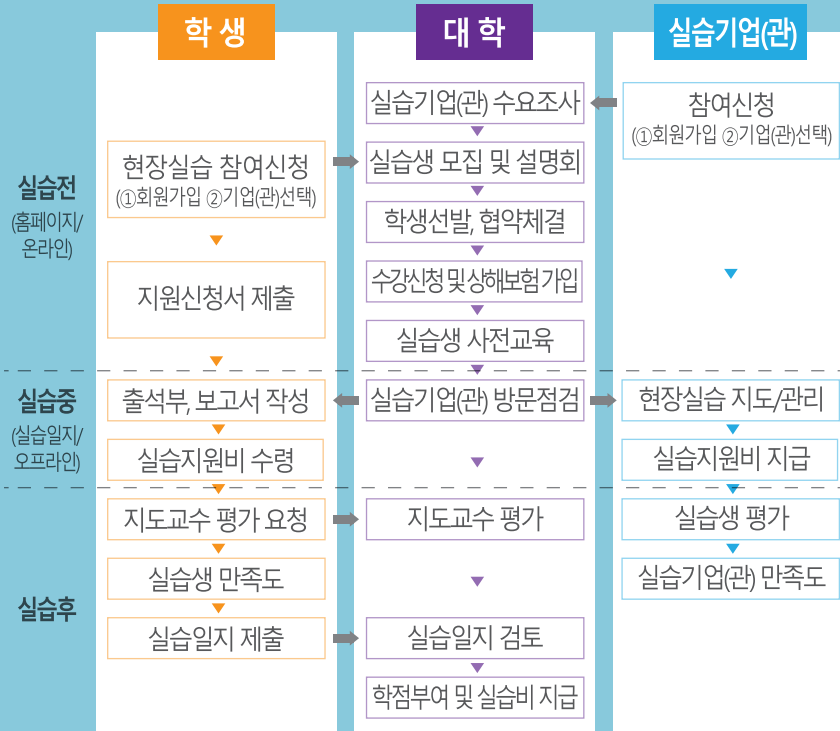 학 생
대 학
실습기업(관)
실습전
(홈페이지/
온라인)
현장실습 참여신청
(①회원가입 ②기업(관)선택)
지원신청서 제출
실습기업(관) 수요조사
실습생 모집 및 설명회
학생선발, 협약체결
수강신청 및 상해보험 가입
실습생 사전교육
참여신청
(①회원가입 ②기업(관)선택)
실습중
(실습일지/
오프라인)
출석부, 보고서 작성
실습지원비 수령
실습기업(관) 방문점검
현장실습 지도/관리
실습지원비 지급
실습후
지도교수 평가 요청
실습생 만족도
실습일지 제출
지도교수 평가
실습일지 검토
학점부여 및 실습비 지급
실습생 평가
실습기업(관) 만족도